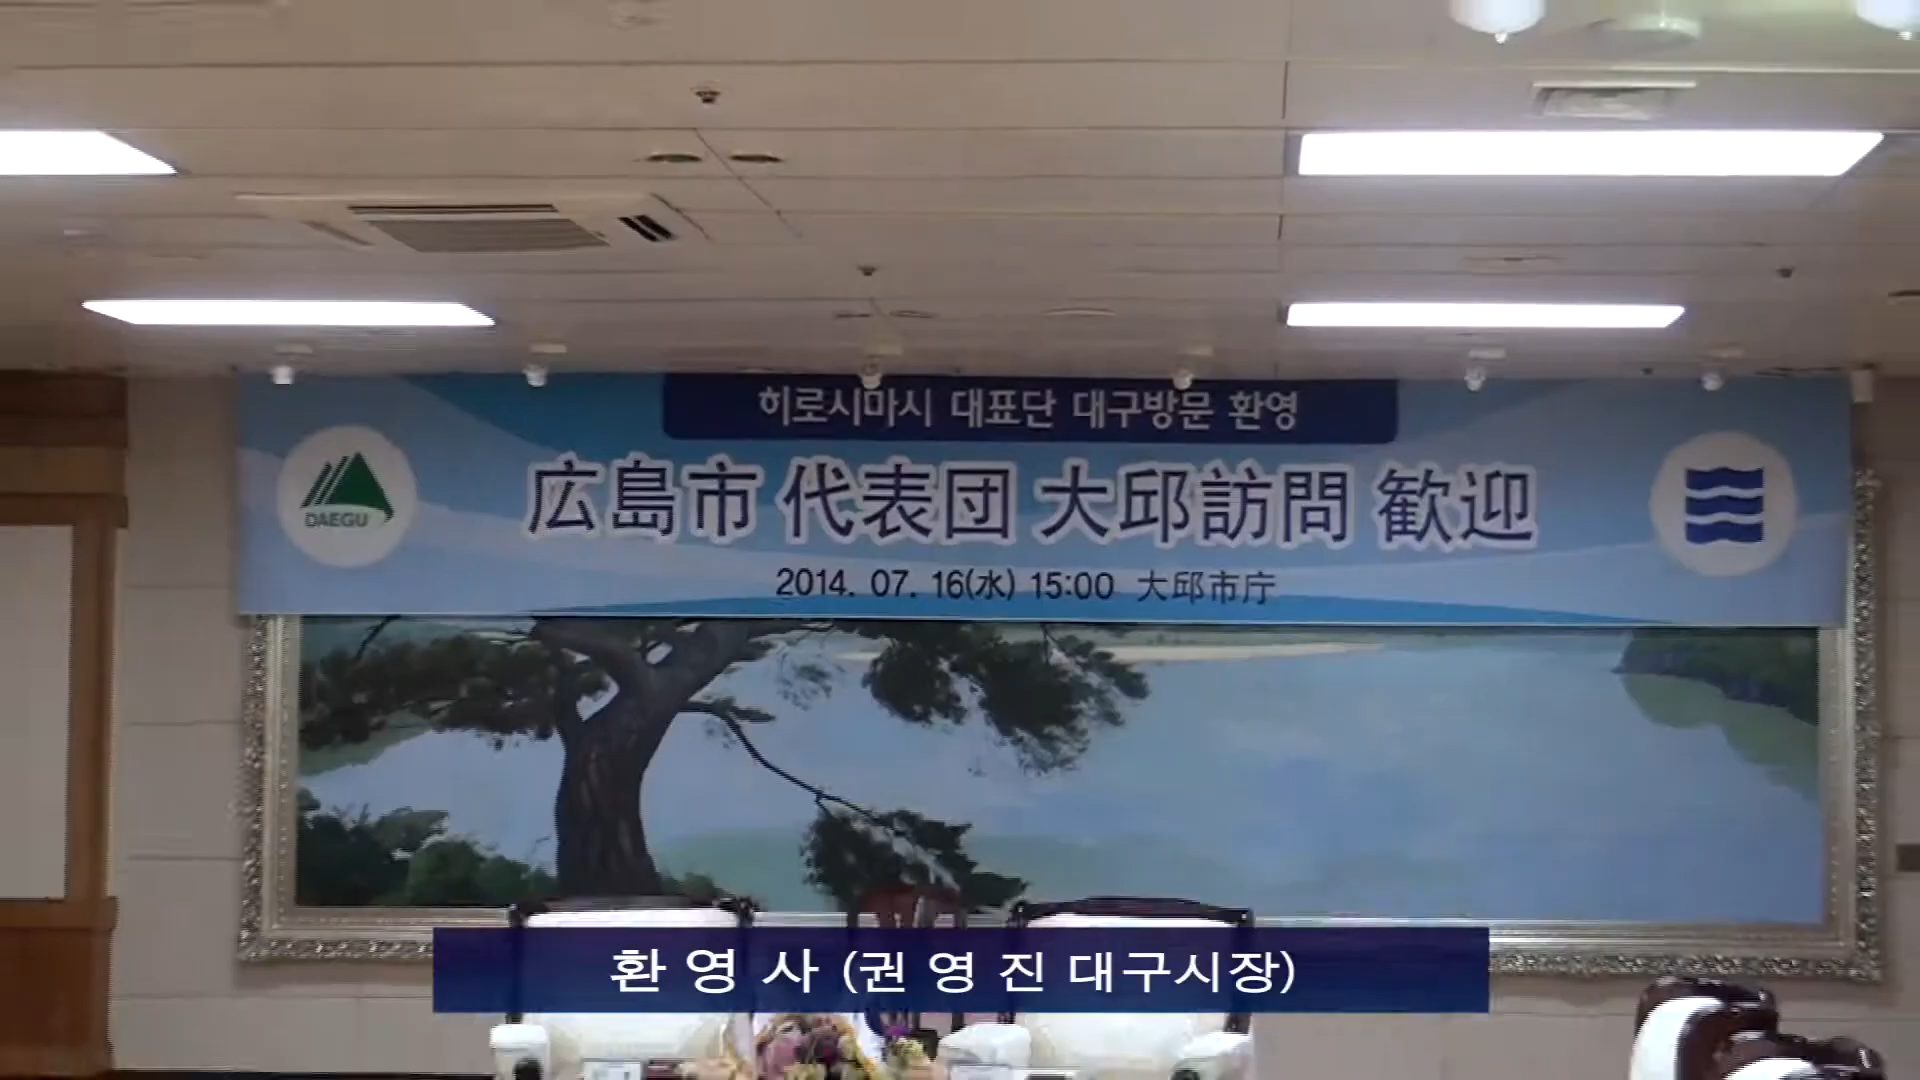 히로시마시 대표단 대구방문 환영
広島市 代表団 大邱訪問 歓迎
DAEGU
2014. 07. 16(水) 15:00 大邱市庁
환 영 사 (권 영 진 대구시장)